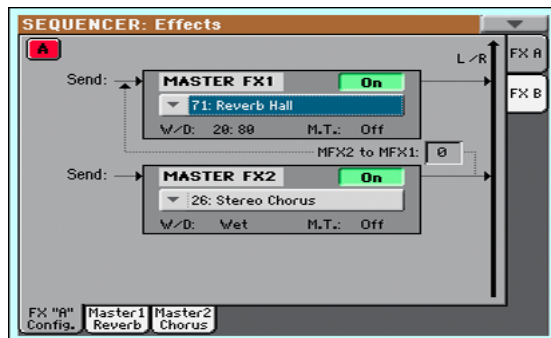 SEQUENCER: Effects
A
L/R
FX A
FX B
Send:
MASTER FX1
On
71: Reverb Hall
W/D: 20:80 M.T.: Off
MFX2 to MFX1: 0
Send:
MASTER FX2
On
26: Stereo Chorus
W/D: Wet M.T.: Off
FX "A" Config.
Master1 Reverb
Master2 Chorus